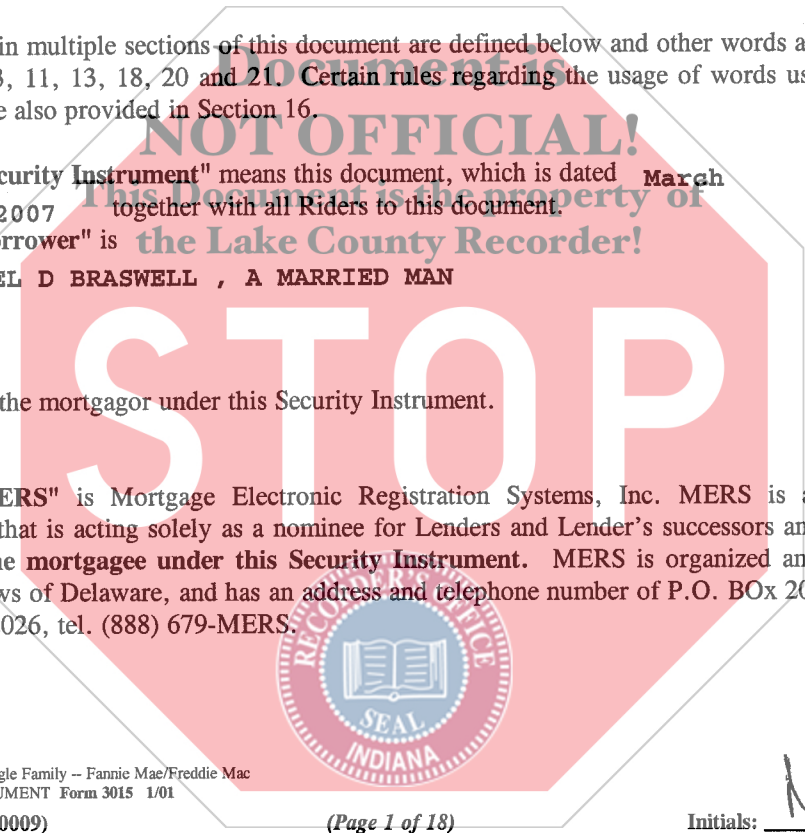 in multiple sections of this document are defined below and other words a
3, 11, 13, 18, 20 and 21. Certain rules regarding the usage of words us
e also provided in Section 16.
Document is
NOT OFFICIAL!
This Document is the property of
the Lake County Recorder!
curity Instrument" means this document, which is dated March
2007 together with all Riders to this document.
rrower" is
EL D BRASWELL , A MARRIED MAN
STOP
the mortgagor under this Security Instrument.
ERS" is Mortgage Electronic Registration Systems, Inc. MERS is a
that is acting solely as a nominee for Lenders and Lender's successors an
e mortgagee under this Security Instrument. MERS is organized an
ws of Delaware, and has an address and telephone number of P.O. BOx 20
026, tel. (888) 679-MERS.
RECORDER'S OFFICE
SEAL
INDIANA
gle Family -- Fannie Mae/Freddie Mac
UMENT Form 3015 1/01
0009)
(Page 1 of 18)
Initials: